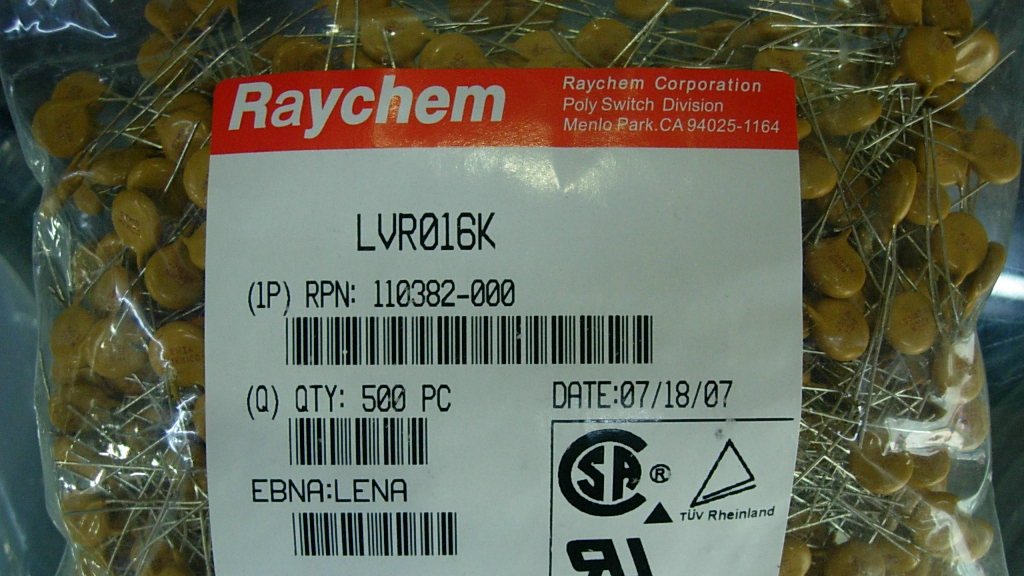 Raychem
Raychem Corporation
Poly Switch Division
Menlo Park.CA 94025-1164
LVR016K
(1P) RPN: 110382-000
(Q) QTY: 500 PC
DATE:07/18/07
EBNA:LENA
SA ®
TÜV Rheinland